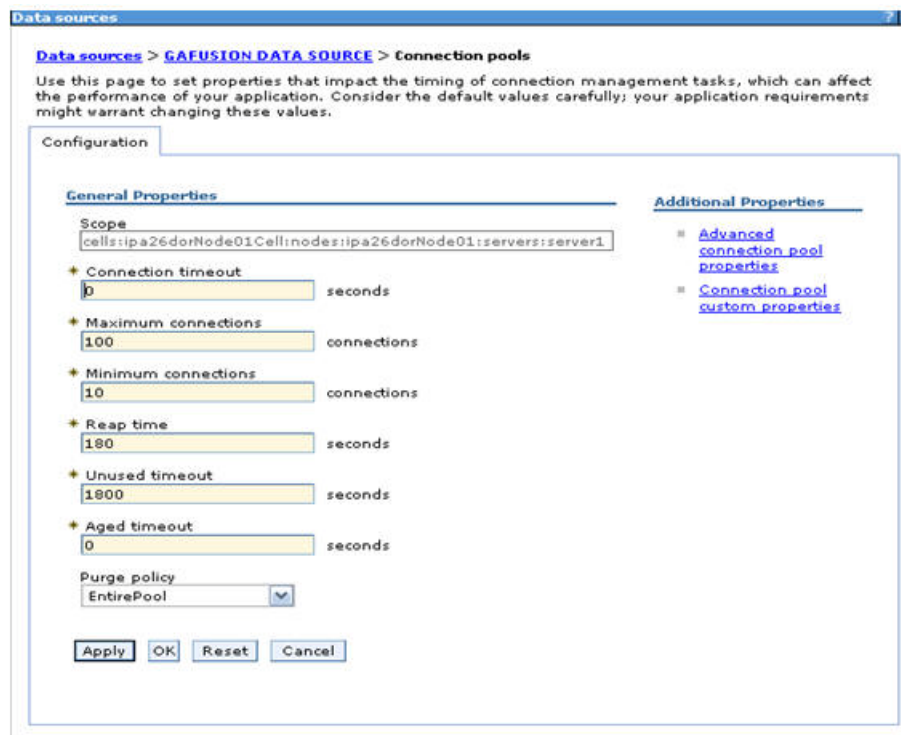 Data sources
?
Data sources > GAFUSION DATA SOURCE > Connection pools
Use this page to set properties that impact the timing of connection management tasks, which can affect
the performance of your application. Consider the default values carefully; your application requirements
might warrant changing these values.
Configuration
General Properties
Scope
cells:ipa26dorNode01Cell:nodes:ipa26dorNode01:servers:server1
Connection timeout
0 seconds
Maximum connections
100 connections
Minimum connections
10 connections
Reap time
180 seconds
Unused timeout
1800 seconds
Aged timeout
0 seconds
Purge policy
EntirePool
Apply OK Reset Cancel
Additional Properties
Advanced
connection pool
properties
Connection pool
custom properties